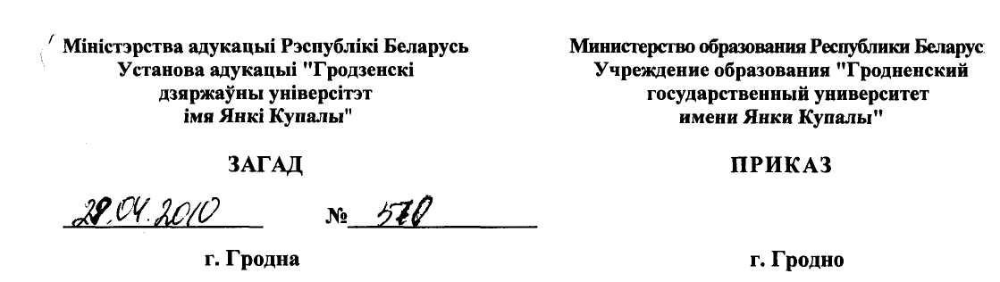 Міністэрства адукацыі Рэспублікі Беларусь
Установа адукацыі "Гродзенскі
дзяржаўны універсітэт
імя Янкі Купалы"
ЗАГАД
28.04.2010 № 510
г. Гродна
Министерство образования Республики Беларус
Учреждение образования "Гродненский
государственный университет
имени Янки Купалы"
ПРИКАЗ
г. Гродно